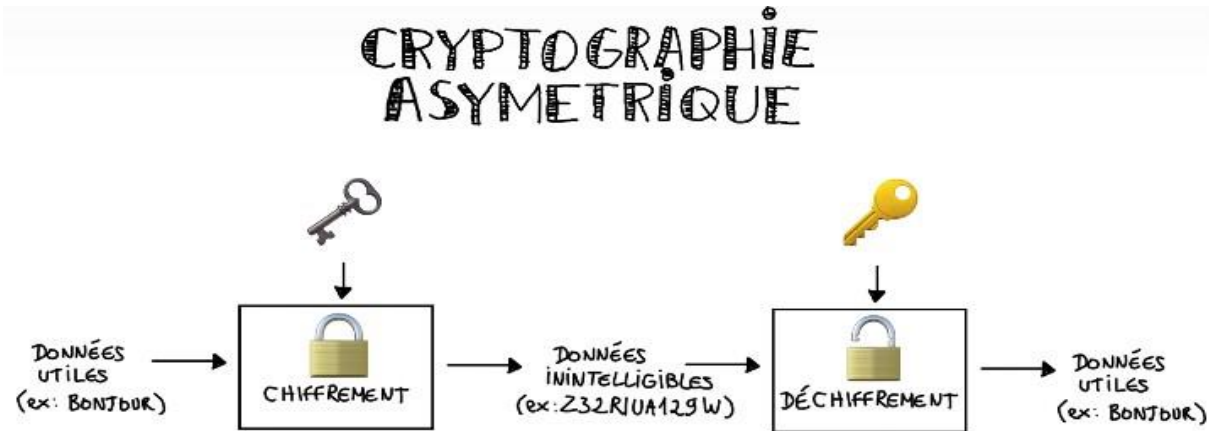 CRYPTOGRAPHIE
ASYMETRIQUE
DONNÉES
UTILES
(ex: BONJOUR)
CHIFFREMENT
DONNÉES
ININTELLIGIBLES
(ex: Z32RIUA129W)
DÉCHIFFREMENT
DONNÉES
UTILES
(ex: BONJOUR)